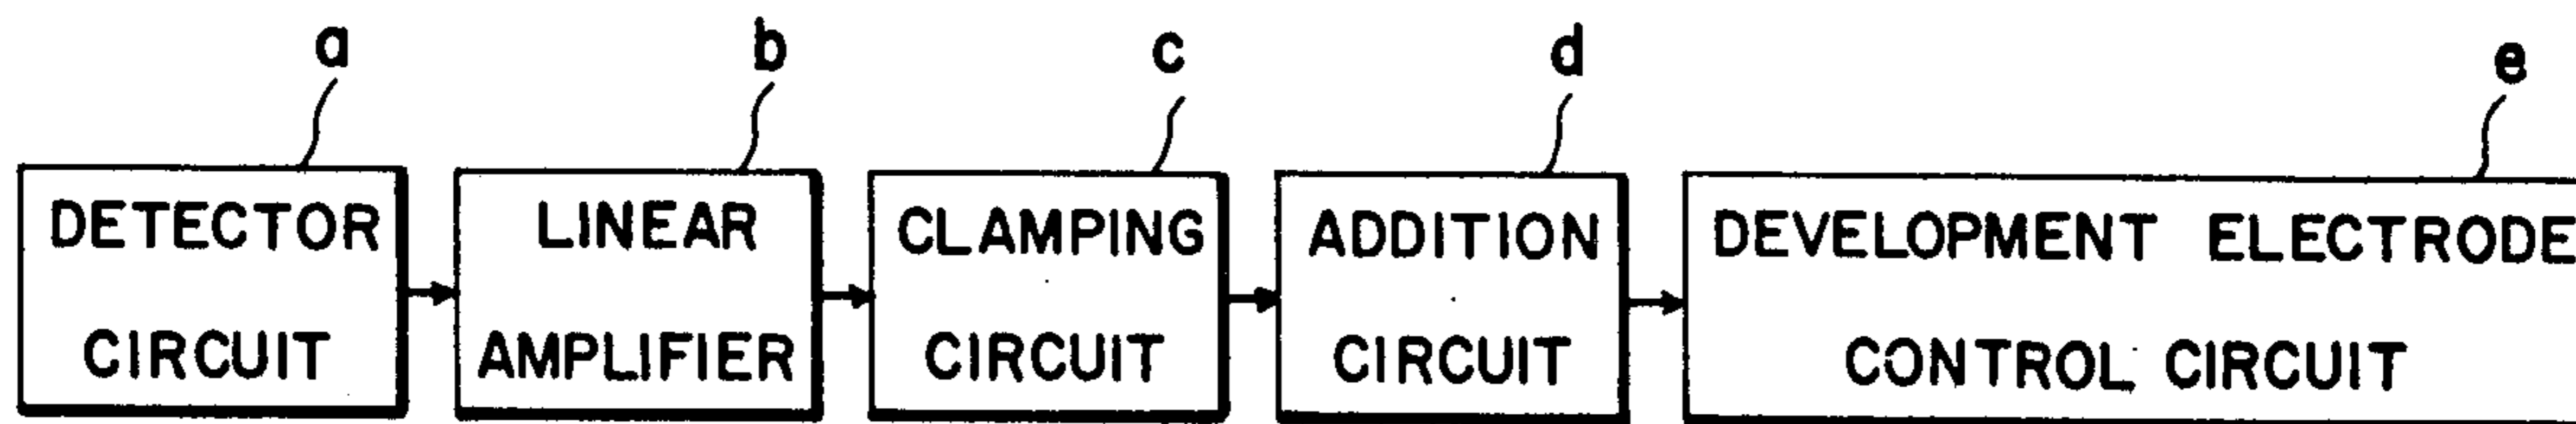 a
b
c
d
e
DETECTOR
CIRCUIT
LINEAR
AMPLIFIER
CLAMPING
CIRCUIT
ADDITION
CIRCUIT
DEVELOPMENT ELECTRODE
CONTROL CIRCUIT